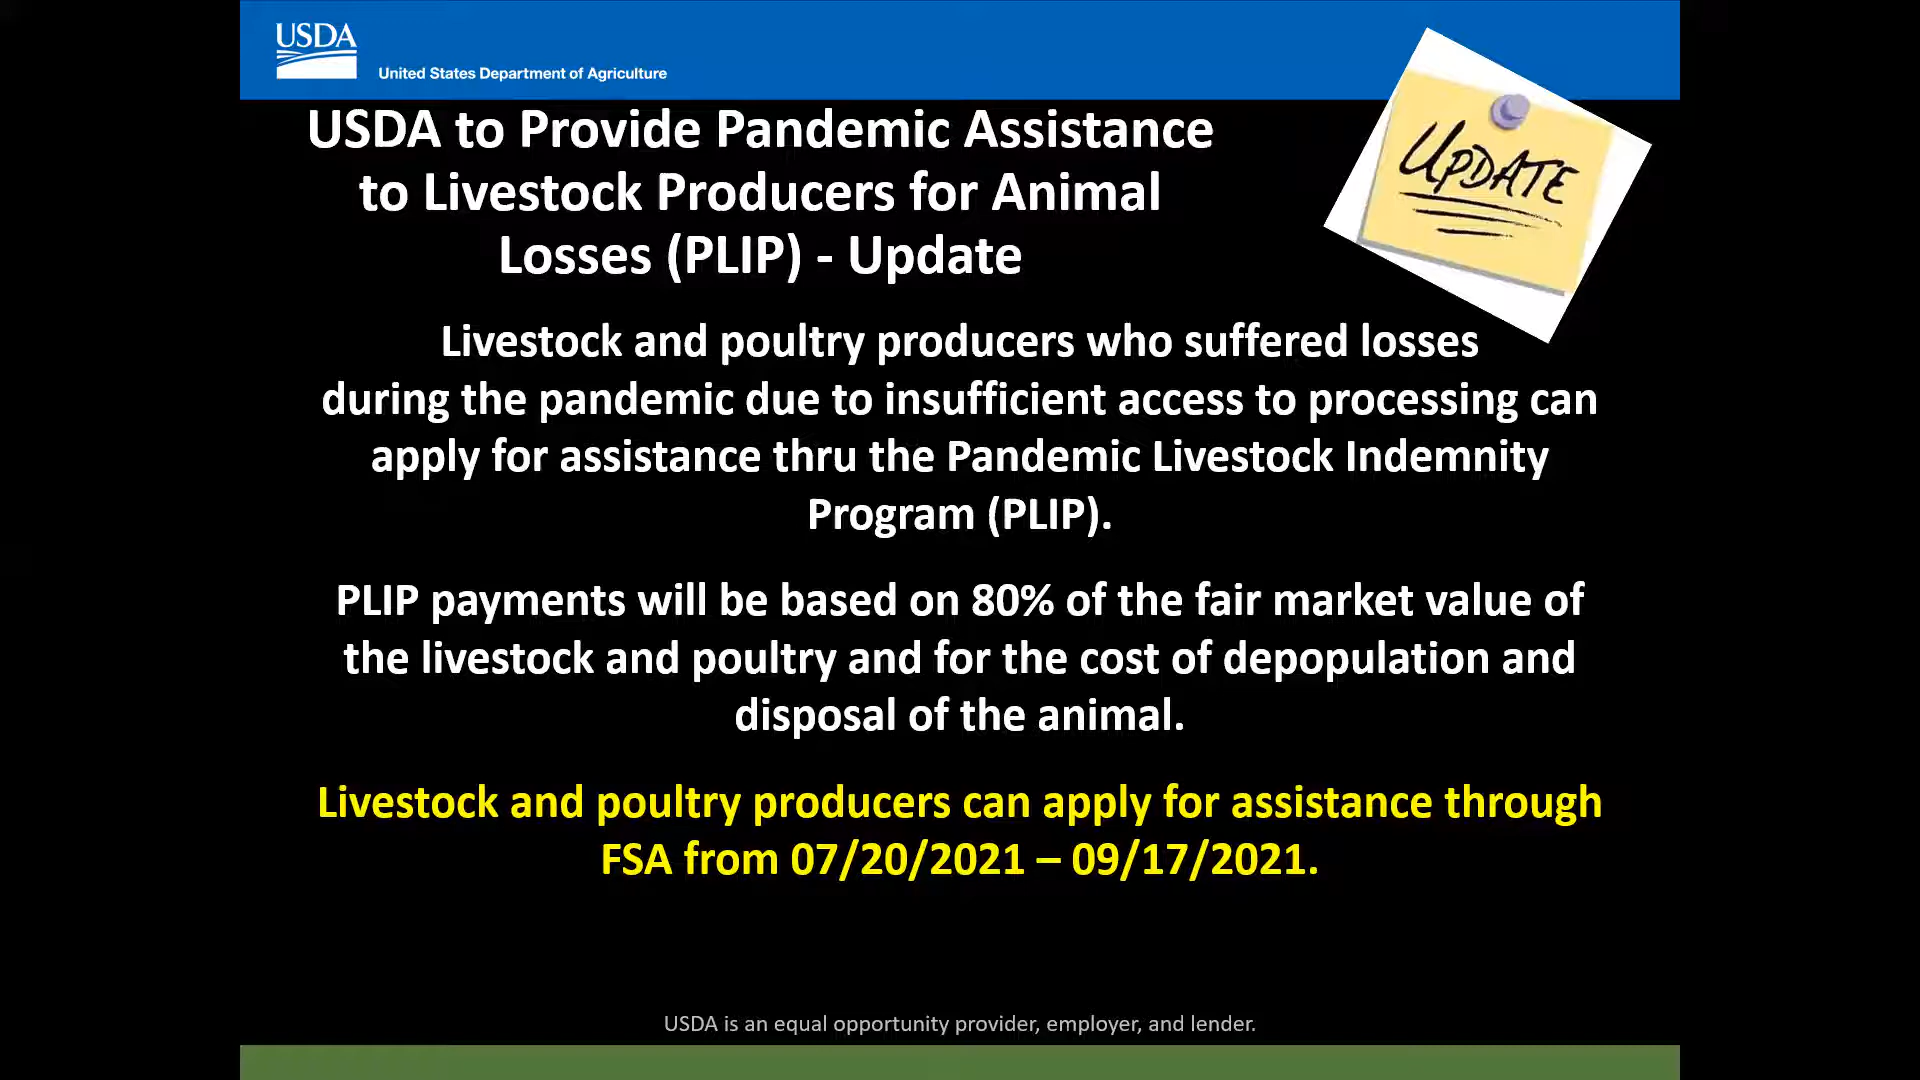 USDA
United States Department of Agriculture
UPDATE
USDA to Provide Pandemic Assistance
to Livestock Producers for Animal
Losses (PLIP) - Update
Livestock and poultry producers who suffered losses
during the pandemic due to insufficient access to processing can
apply for assistance thru the Pandemic Livestock Indemnity
Program (PLIP).
PLIP payments will be based on 80% of the fair market value of
the livestock and poultry and for the cost of depopulation and
disposal of the animal.
Livestock and poultry producers can apply for assistance through
FSA from 07/20/2021 – 09/17/2021.
USDA is an equal opportunity provider, employer, and lender.